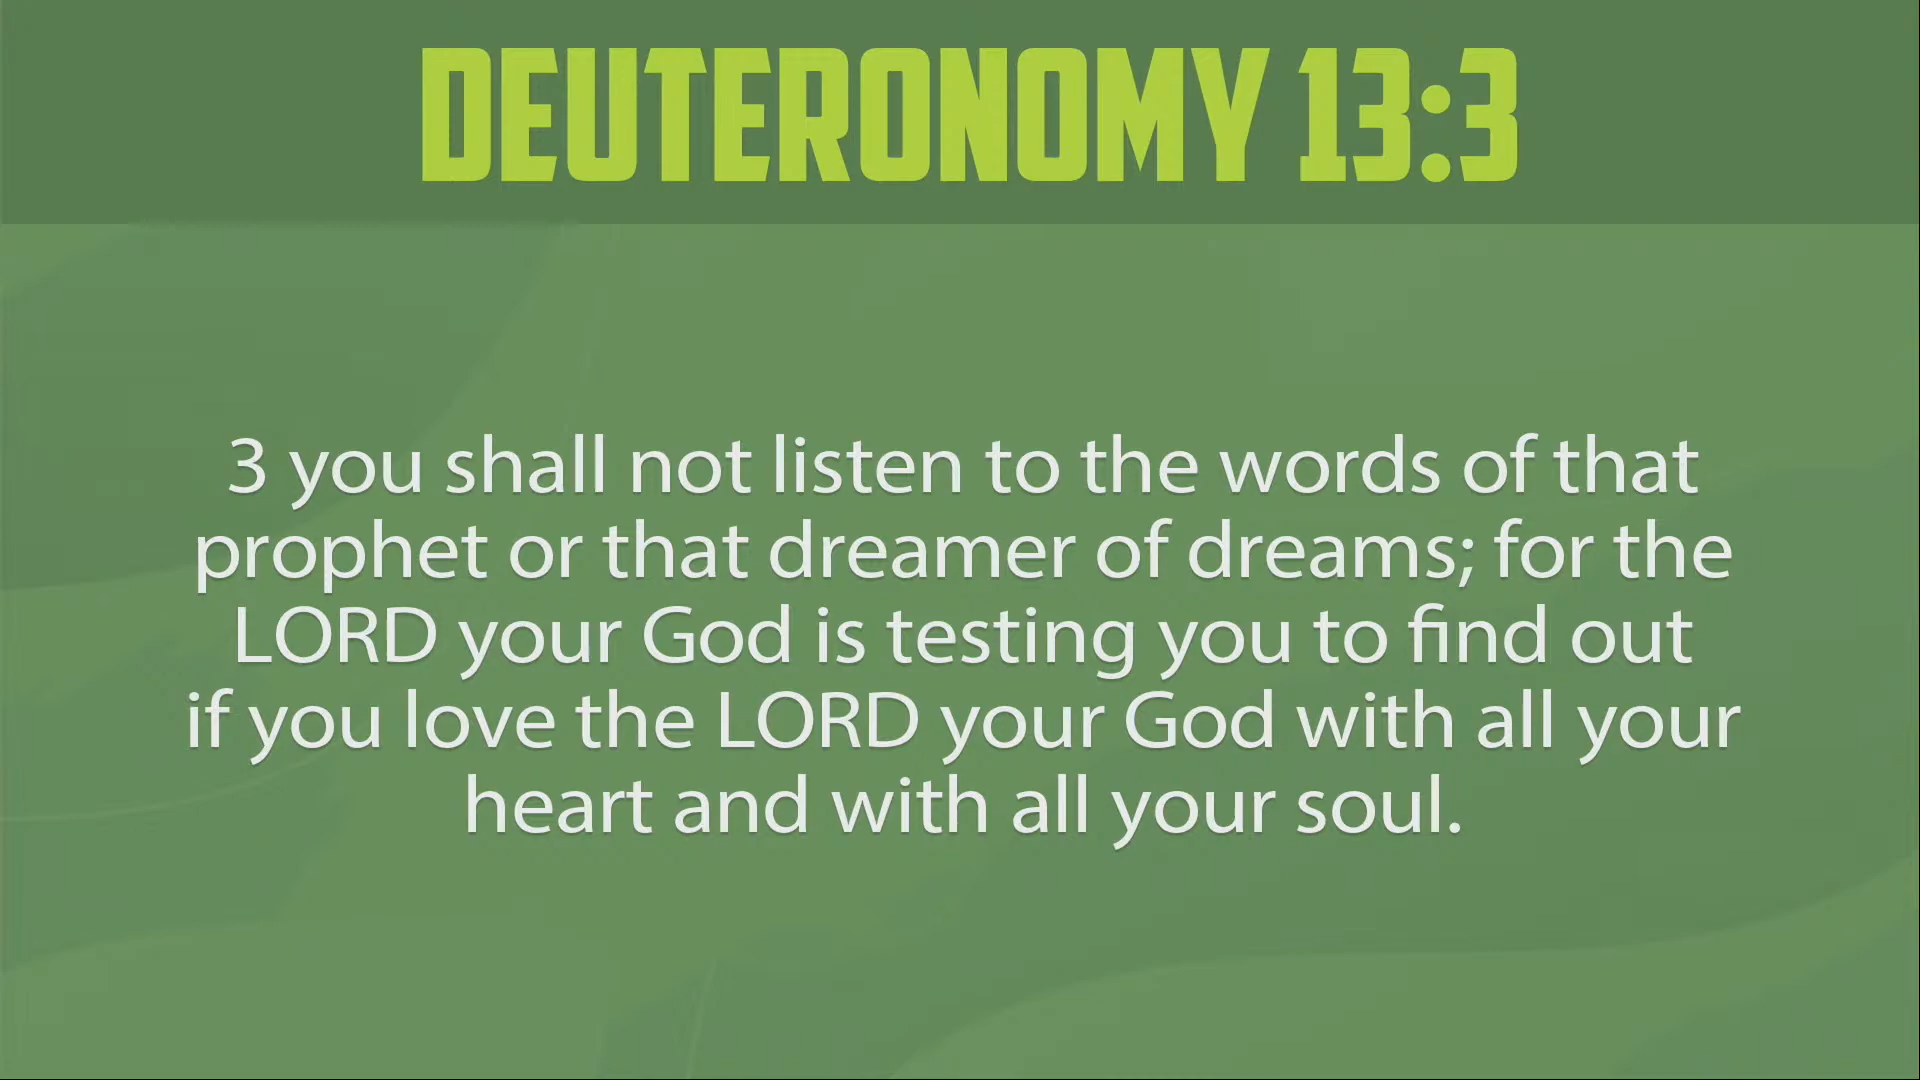 DEUTERONOMY 13:3
3 you shall not listen to the words of that
prophet or that dreamer of dreams; for the
LORD your God is testing you to find out
if you love the LORD your God with all your
heart and with all your soul.